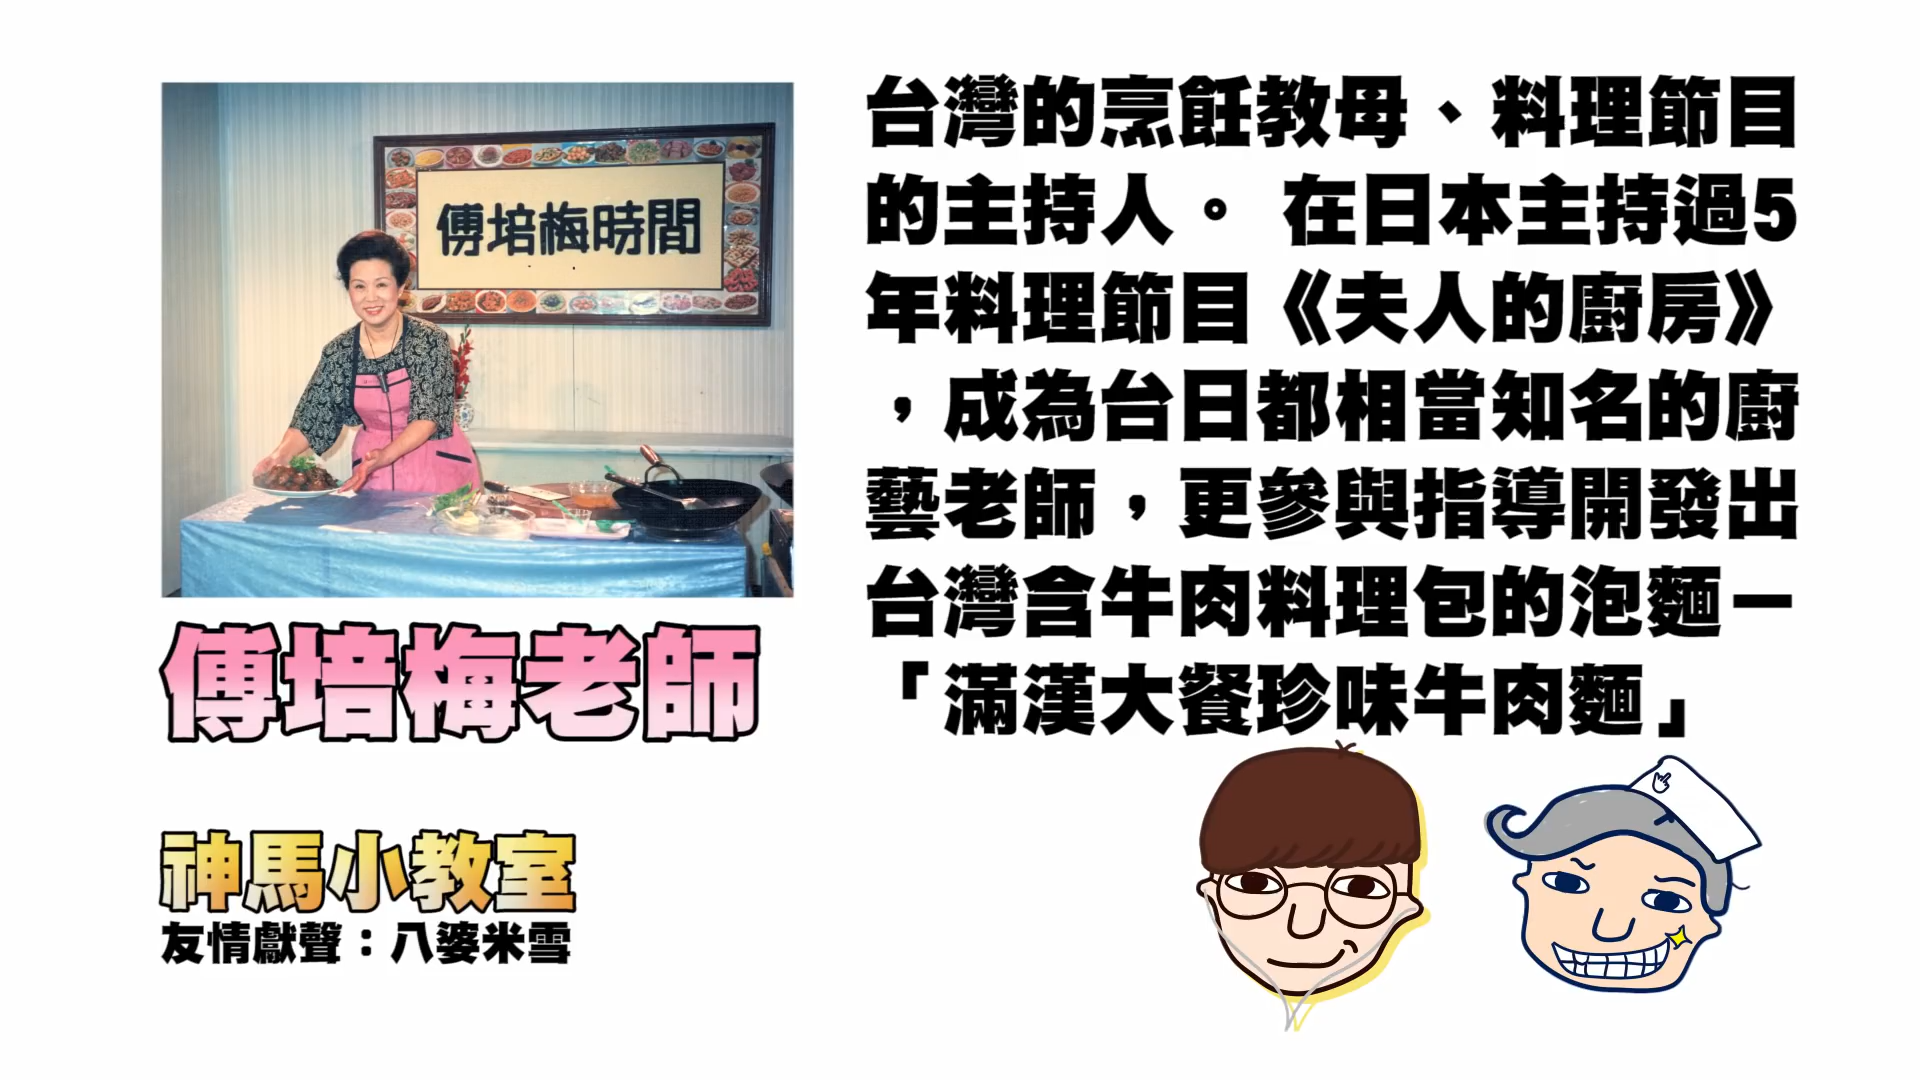 傅培梅時間
傅培梅老師
神馬小教室
友情獻聲：八婆米雪
台灣的烹飪教母、料理節目
的主持人。 在日本主持過5
年料理節目《夫人的廚房》
，成為台日都相當知名的廚
藝老師，更參與指導開發出
台灣含牛肉料理包的泡麵－
「滿漢大餐珍味牛肉麵」